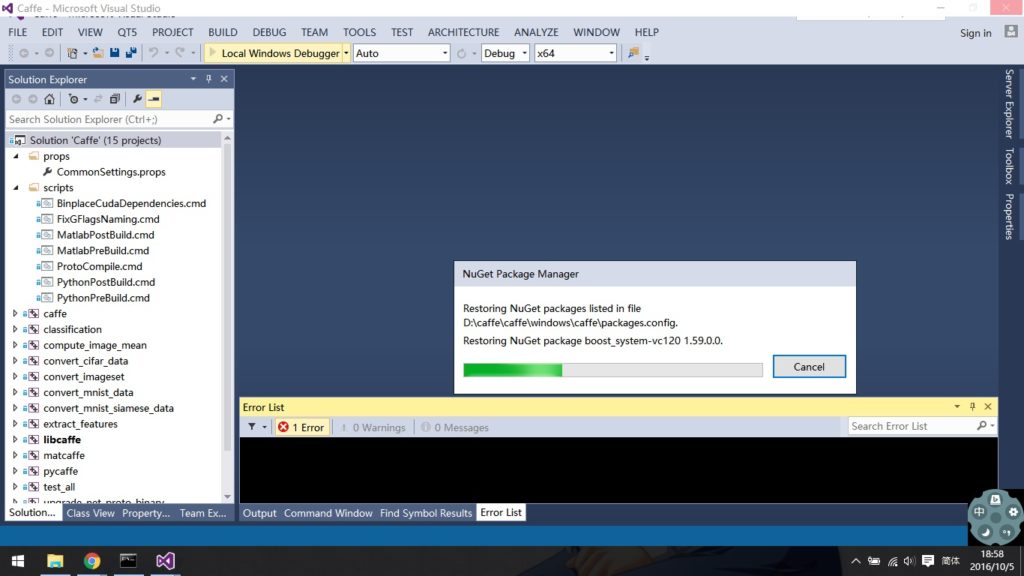 Caffe - Microsoft Visual Studio
FILE EDIT VIEW QT5 PROJECT BUILD DEBUG TEAM TOOLS TEST ARCHITECTURE ANALYZE WINDOW HELP
Sign in
Local Windows Debugger Auto Debug x64
Solution Explorer
Search Solution Explorer (Ctrl+;)
Solution 'Caffe' (15 projects)
props
CommonSettings.props
scripts
BinplaceCudaDependencies.cmd
FixGFlagsNaming.cmd
MatlabPostBuild.cmd
MatlabPreBuild.cmd
ProtoCompile.cmd
PythonPostBuild.cmd
PythonPreBuild.cmd
caffe
classification
compute_image_mean
convert_cifar_data
convert_imageset
convert_mnist_data
convert_mnist_siamese_data
extract_features
libcaffe
matcaffe
pycaffe
test_all
Solution... Class View Property... Team Ex...
NuGet Package Manager
Restoring NuGet packages listed in file
D:\caffe\caffe\windows\caffe\packages.config.
Restoring NuGet package boost_system-vc120 1.59.0.0.
Cancel
Error List
1 Error 0 Warnings 0 Messages
Search Error List
Output Command Window Find Symbol Results Error List
Server Explorer
Toolbox
Properties
中
简体
18:58
2016/10/5